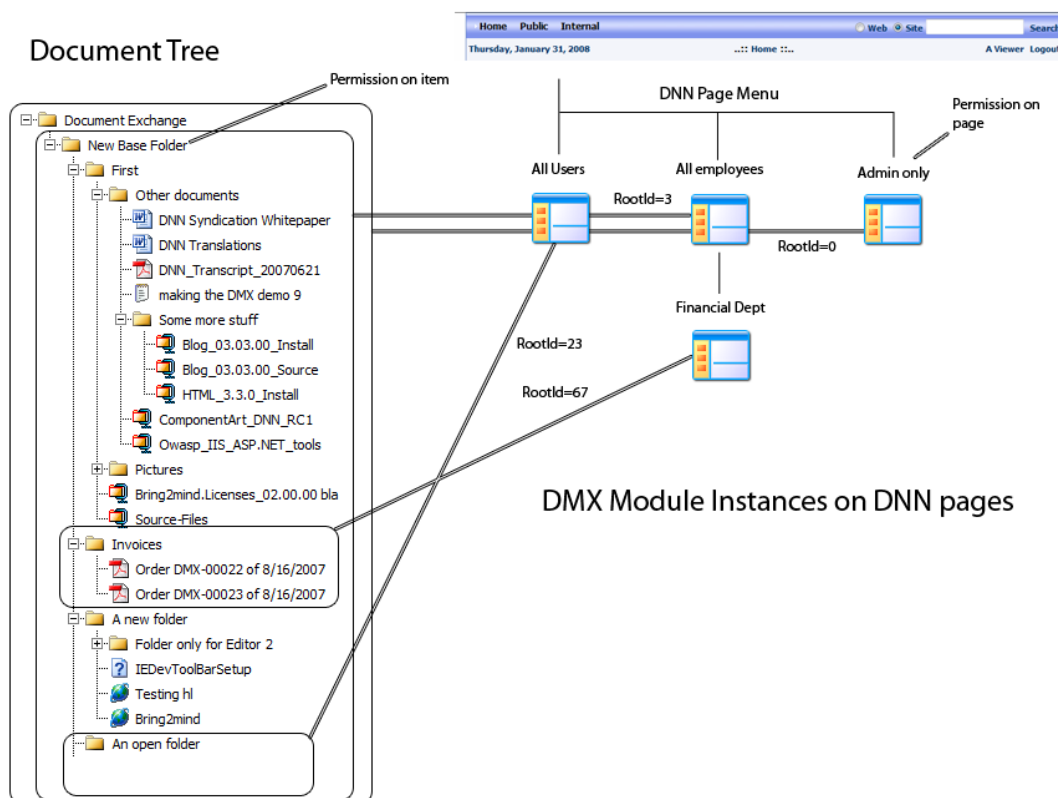 Home Public Internal Web Site Search
Thursday, January 31, 2008 ..:: Home ::.. A Viewer Logout
Document Tree
Permission on item
DNN Page Menu
Permission on
page
Document Exchange
New Base Folder
First
Other documents
DNN Syndication Whitepaper
DNN Translations
DNN_Transcript_20070621
making the DMX demo 9
Some more stuff
Blog_03.03.00_Install
Blog_03.03.00_Source
HTML_3.3.0_Install
ComponentArt_DNN_RC1
Owasp_IIS_ASP.NET_tools
Pictures
Bring2mind.Licenses_02.00.00 bla
Source-Files
Invoices
Order DMX-00022 of 8/16/2007
Order DMX-00023 of 8/16/2007
A new folder
Folder only for Editor 2
IEDevToolBarSetup
Testing hl
Bring2mind
An open folder
All Users
All employees
Admin only
RootId=3
RootId=0
Financial Dept
RootId=23
RootId=67
DMX Module Instances on DNN pages